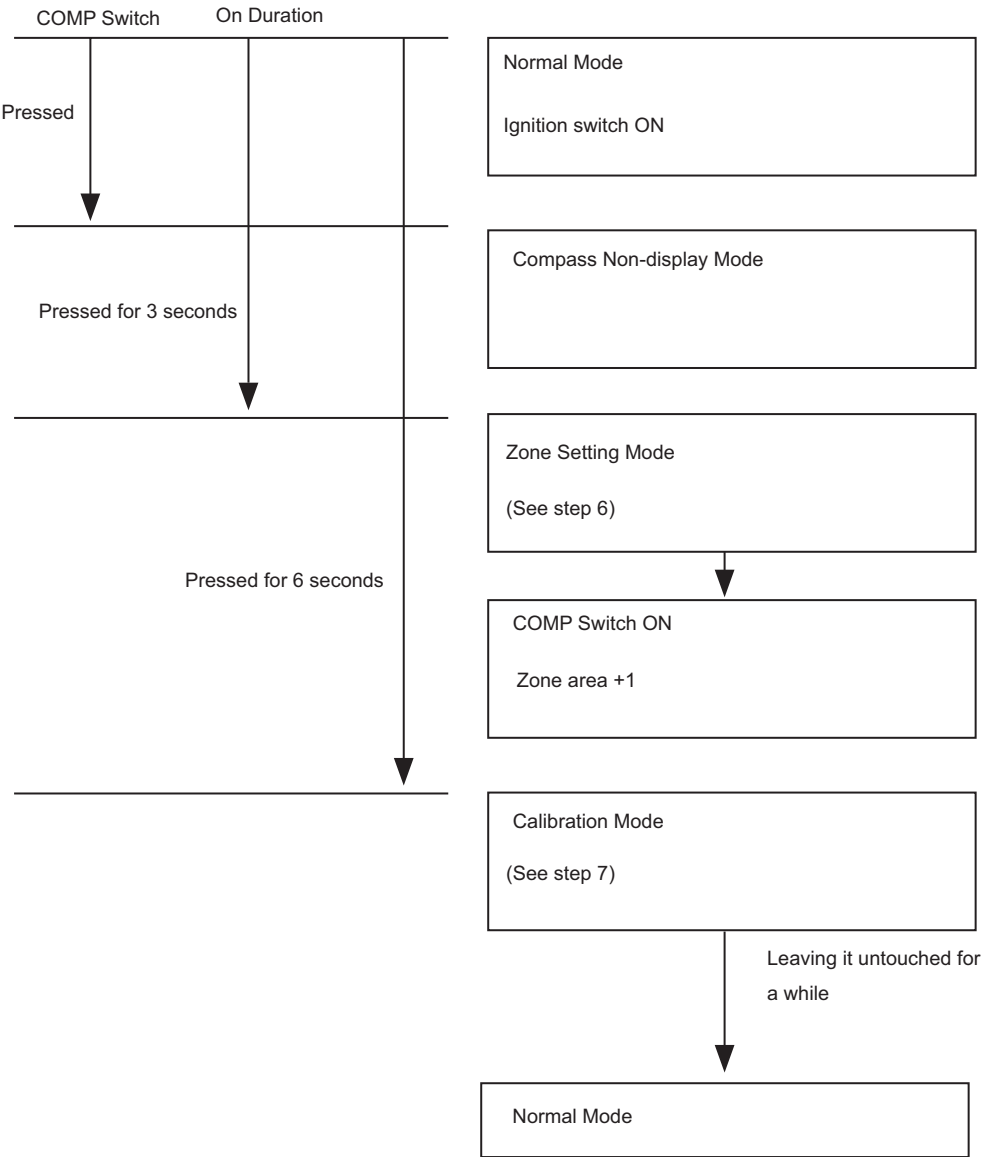 COMP Switch
On Duration
Pressed
Normal Mode
Ignition switch ON
Compass Non-display Mode
Pressed for 3 seconds
Zone Setting Mode
(See step 6)
Pressed for 6 seconds
COMP Switch ON
Zone area +1
Calibration Mode
(See step 7)
Leaving it untouched for
a while
Normal Mode